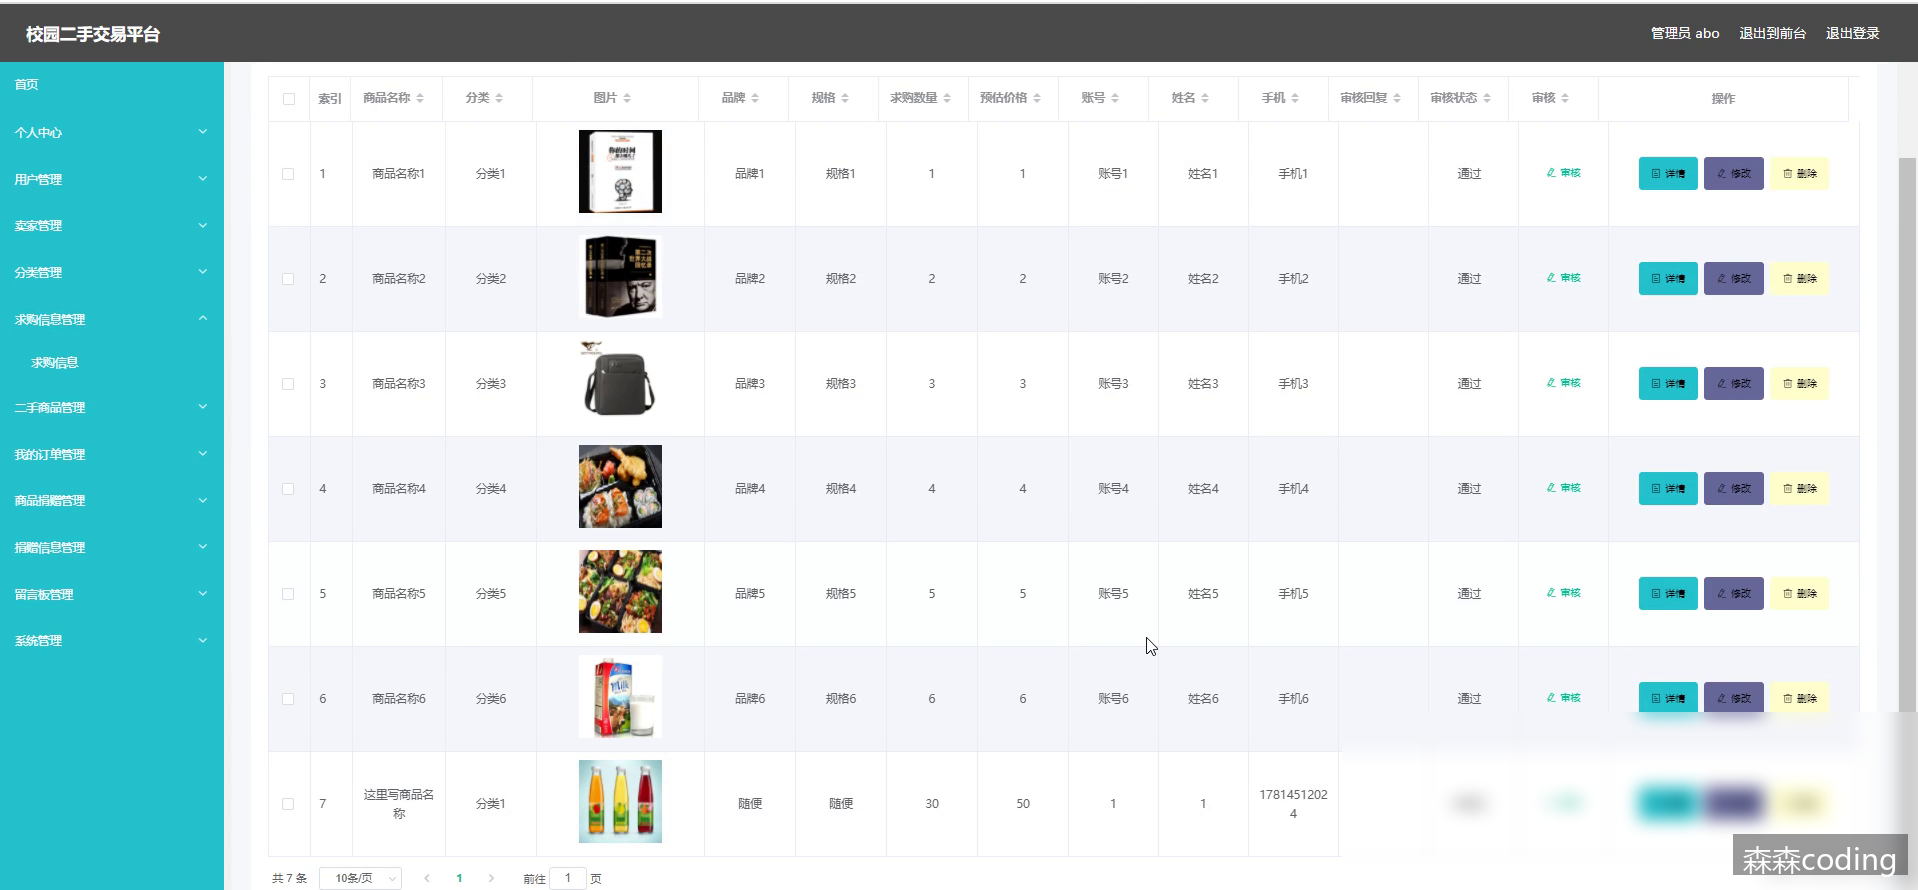 校园二手交易平台
管理员 abo 退出到前台 退出登录
首页
个人中心
用户管理
卖家管理
分类管理
求购信息管理
求购信息
二手商品管理
我的订单管理
商品捐赠管理
捐赠信息管理
留言板管理
系统管理
索引 商品名称 分类 图片 品牌 规格 求购数量 预估价格 账号 姓名 手机 审核回复 审核状态 审核 操作
1 商品名称1 分类1 品牌1 规格1 1 1 账号1 姓名1 手机1 通过 审核 详情 修改 删除
2 商品名称2 分类2 品牌2 规格2 2 2 账号2 姓名2 手机2 通过 审核 详情 修改 删除
3 商品名称3 分类3 品牌3 规格3 3 3 账号3 姓名3 手机3 通过 审核 详情 修改 删除
4 商品名称4 分类4 品牌4 规格4 4 4 账号4 姓名4 手机4 通过 审核 详情 修改 删除
5 商品名称5 分类5 品牌5 规格5 5 5 账号5 姓名5 手机5 通过 审核 详情 修改 删除
6 商品名称6 分类6 品牌6 规格6 6 6 账号6 姓名6 手机6 通过 审核 详情 修改 删除
7 这里写商品名 分类1 随便 随便 30 50 1 1 1781451202
称 4
共 7 条 10条/页 1 前往 1 页
你的时间
第二次
世界大战
回忆录
Milk
森森coding